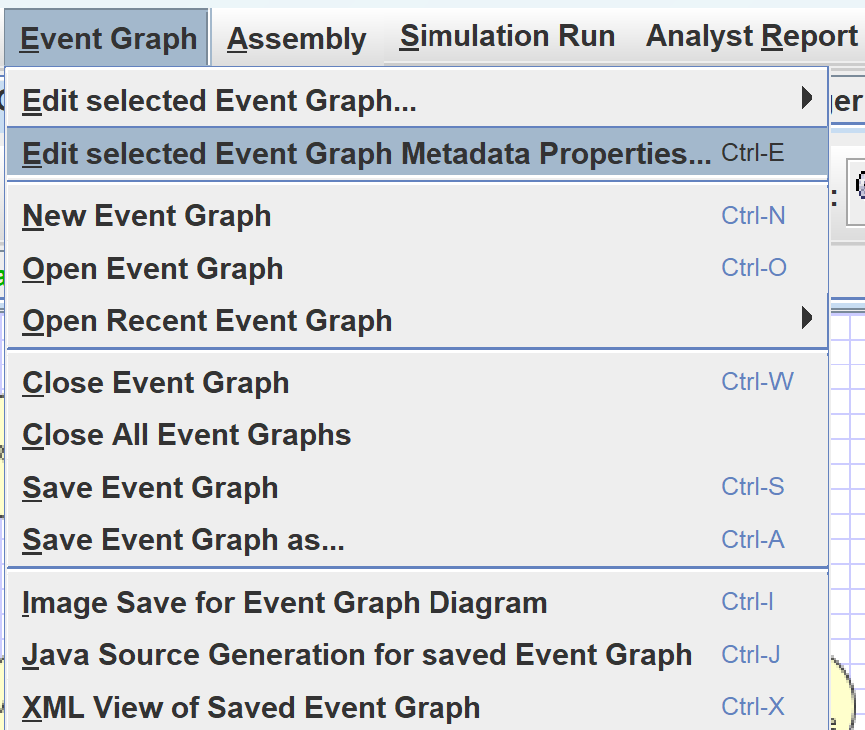 Event Graph Assembly Simulation Run Analyst Report
Edit selected Event Graph...
Edit selected Event Graph Metadata Properties... Ctrl-E
New Event Graph Ctrl-N
Open Event Graph Ctrl-O
Open Recent Event Graph
Close Event Graph Ctrl-W
Close All Event Graphs
Save Event Graph Ctrl-S
Save Event Graph as... Ctrl-A
Image Save for Event Graph Diagram Ctrl-I
Java Source Generation for saved Event Graph Ctrl-J
XML View of Saved Event Graph Ctrl-X